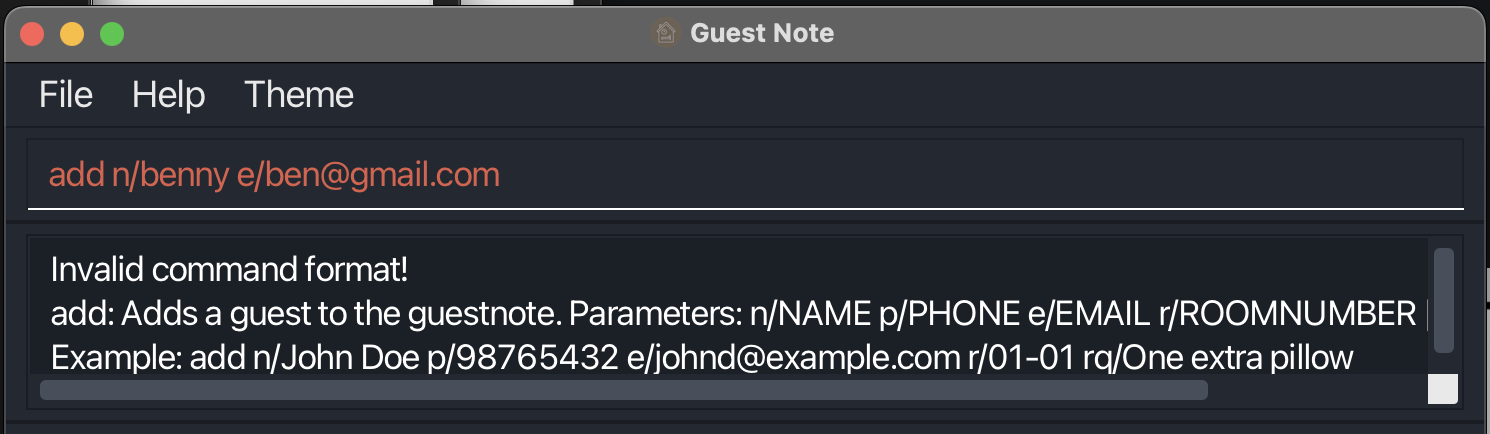 Guest Note
File Help Theme
add n/benny e/ben@gmail.com
Invalid command format!
add: Adds a guest to the guestnote. Parameters: n/NAME p/PHONE e/EMAIL r/ROOMNUMBER
Example: add n/John Doe p/98765432 e/johnd@example.com r/01-01 rq/One extra pillow